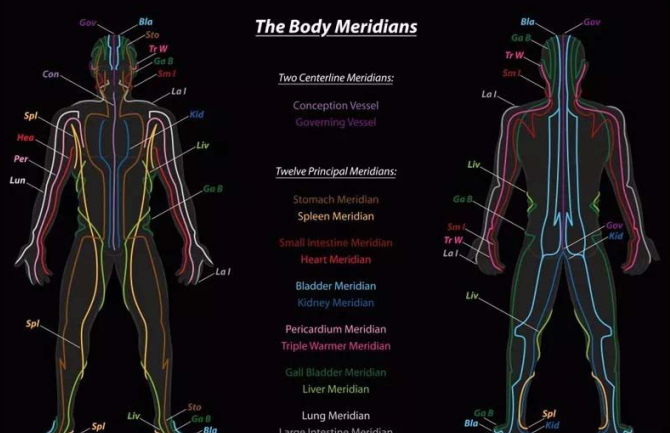 The Body Meridians
Two Centerline Meridians:
Conception Vessel
Governing Vessel
Twelve Principal Meridians:
Stomach Meridian
Spleen Meridian
Small Intestine Meridian
Heart Meridian
Bladder Meridian
Kidney Meridian
Pericardium Meridian
Triple Warmer Meridian
Gall Bladder Meridian
Liver Meridian
Lung Meridian
Large Intestine Meridian
Gov
Bla
Sto
Tr W
Ga B
Sm I
Con
La I
Spl
Kid
Hea
Liv
Per
Lun
Ga B
La I
Spl
Sto
Liv
Ga B
Spl
Bla
Bla
Gov
Ga B
Tr W
Sm I
La I
Liv
Ga B
Sm I
Gov
Tr W
Kid
La I
Liv
Ga B
Spl
Bla
Kid